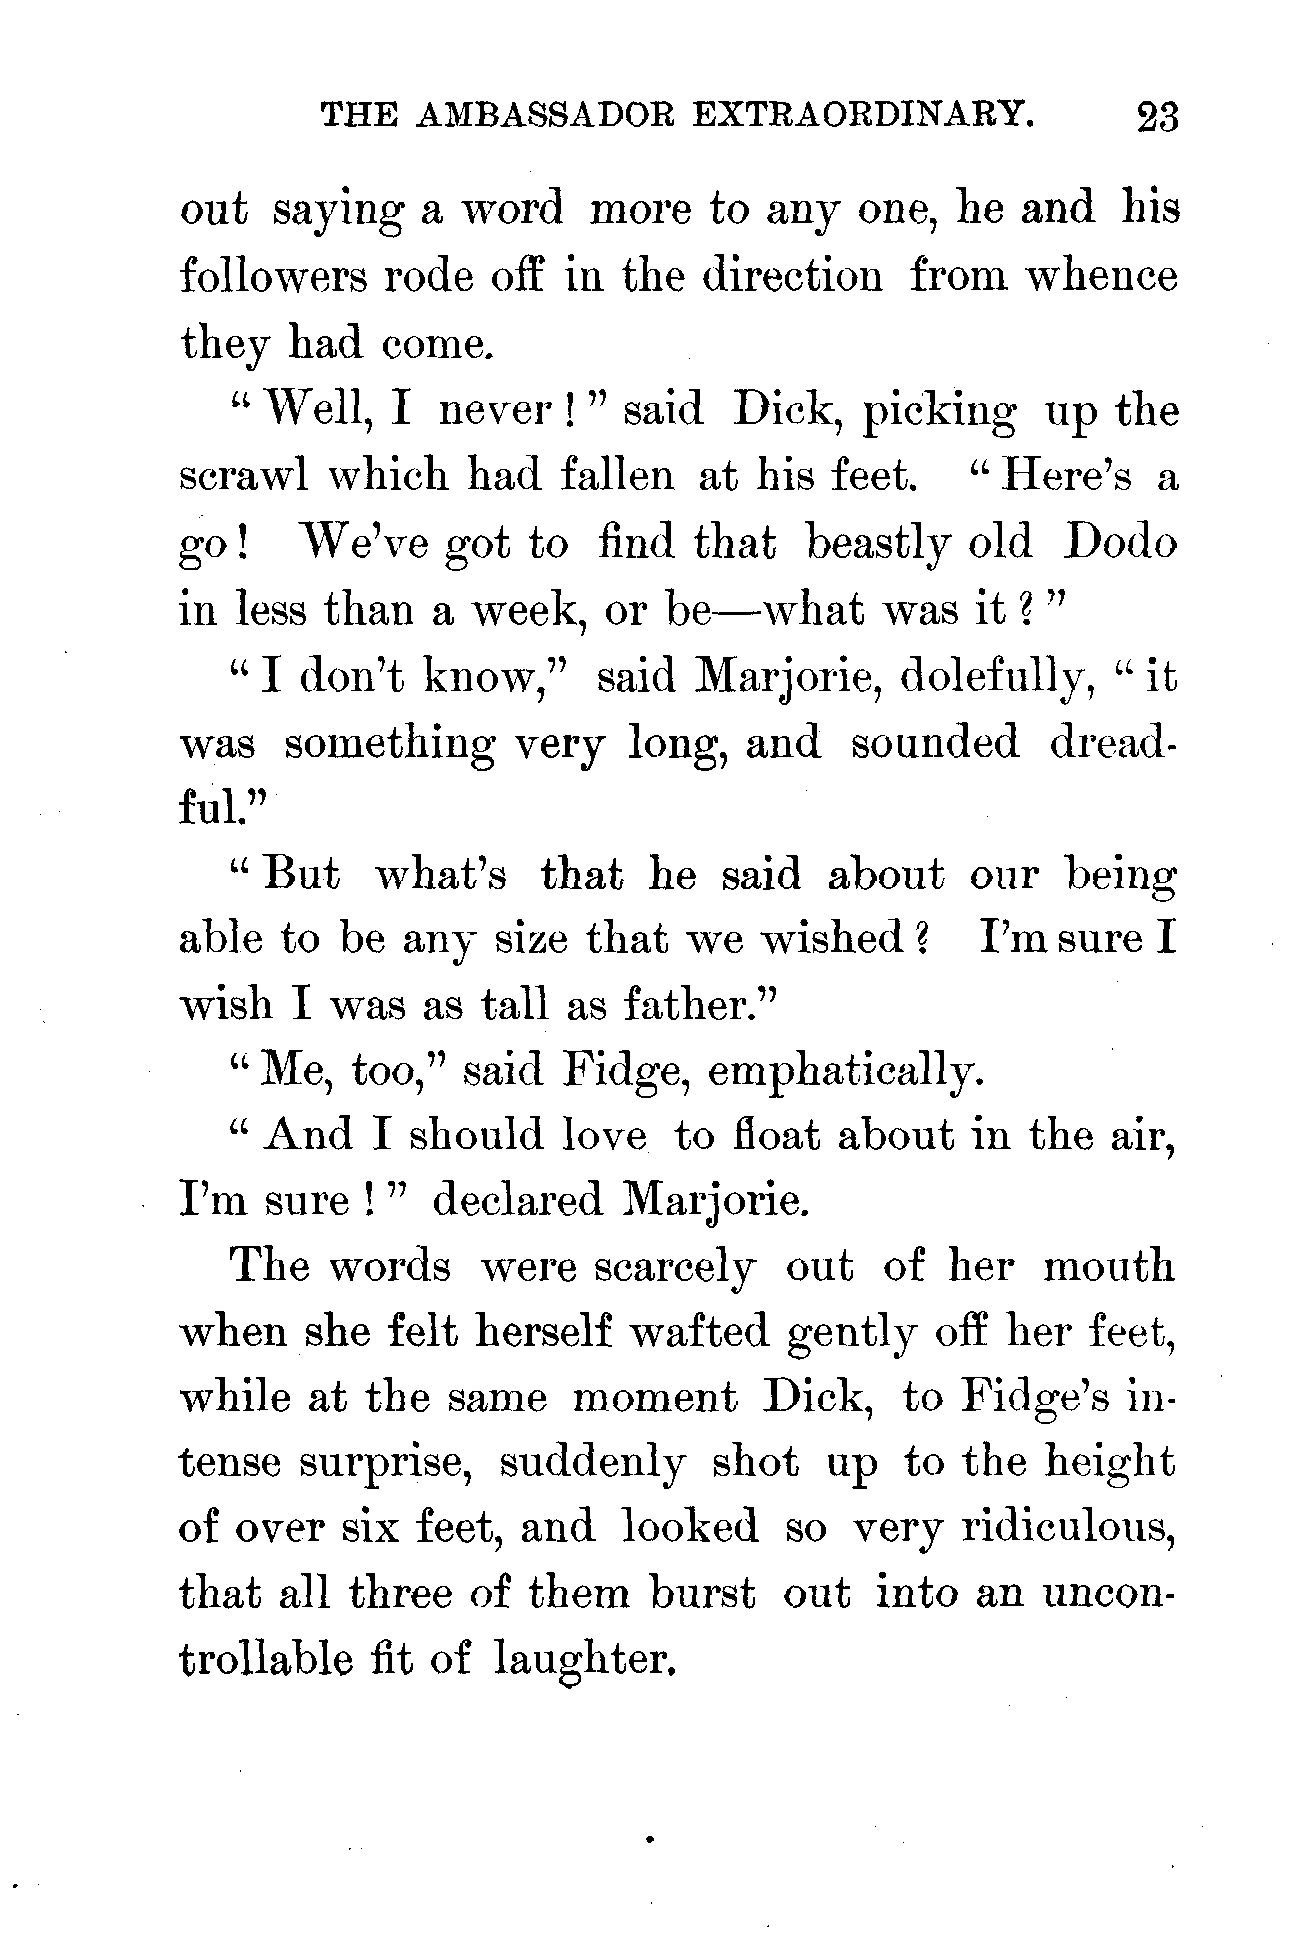 THE AMBASSADOR EXTRAORDINARY. 23
out saying a word more to any one, he and his
followers rode off in the direction from whence
they had come.
“ Well, I never ! ” said Dick, picking up the
scrawl which had fallen at his feet. “ Here’s a
go ! We’ve got to find that beastly old Dodo
in less than a week, or be—what was it ? ”
“ I don’t know,” said Marjorie, dolefully, “ it
was something very long, and sounded dread-
ful.”
“ But what’s that he said about our being
able to be any size that we wished ? I’m sure I
wish I was as tall as father.”
“ Me, too,” said Fidge, emphatically.
“ And I should love to float about in the air,
I’m sure ! ” declared Marjorie.
The words were scarcely out of her mouth
when she felt herself wafted gently off her feet,
while at the same moment Dick, to Fidge’s in-
tense surprise, suddenly shot up to the height
of over six feet, and looked so very ridiculous,
that all three of them burst out into an uncon-
trollable fit of laughter.